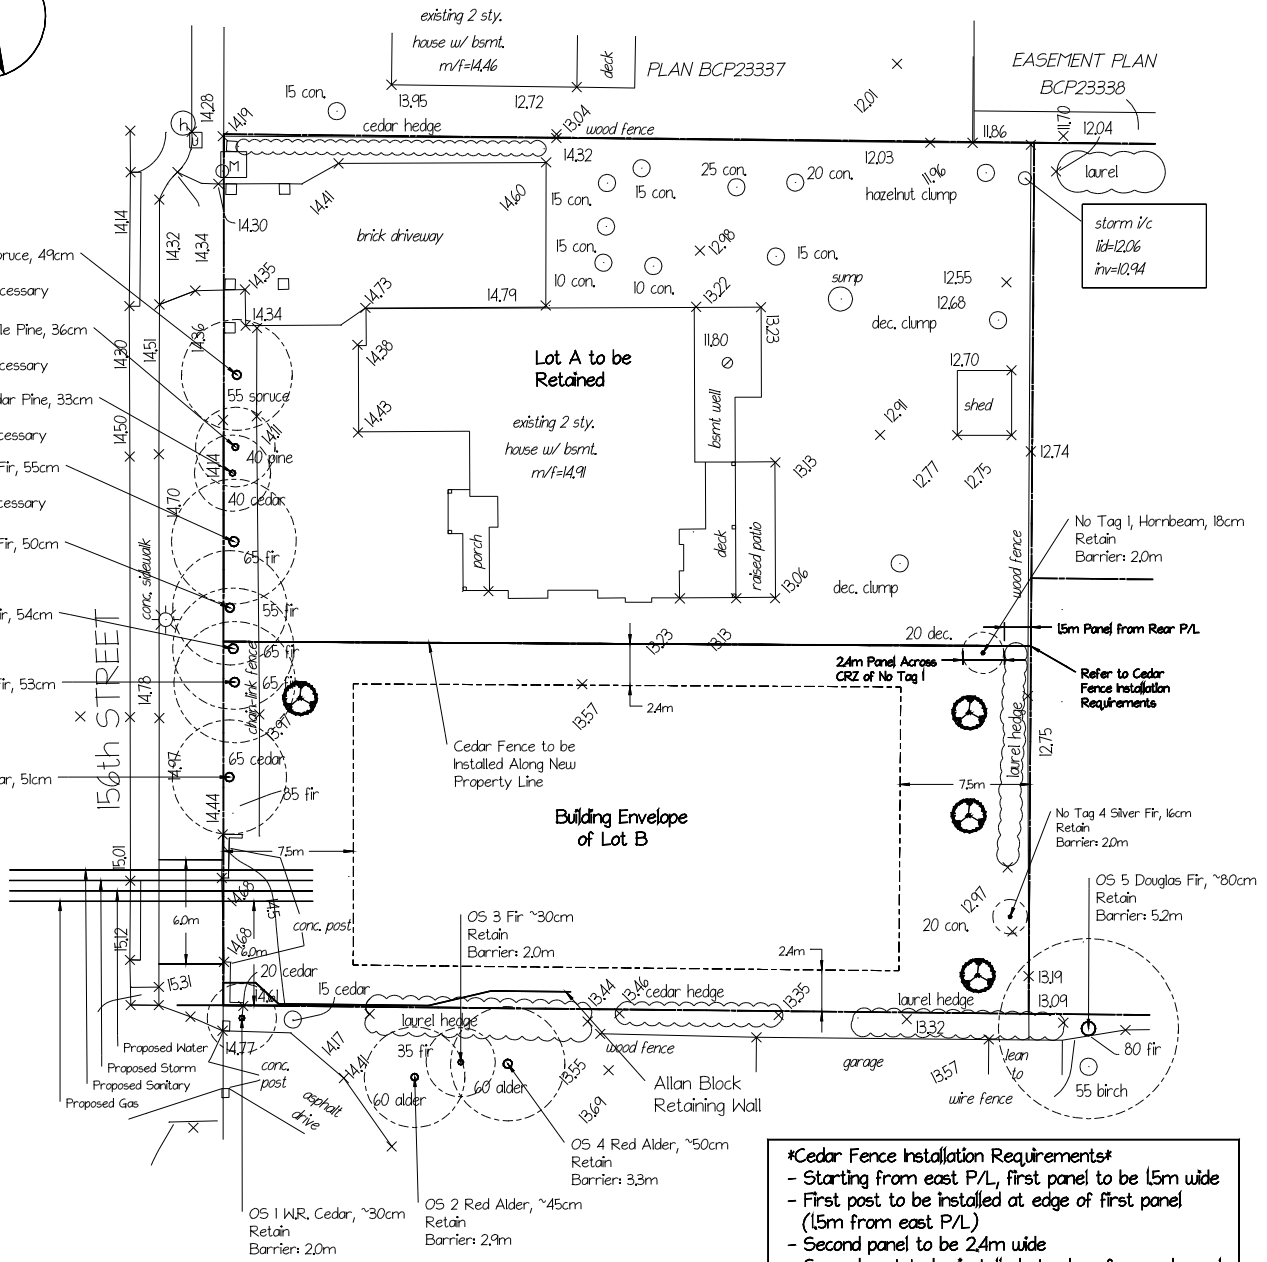 existing 2 sty.
house w/ bsmt.
m/f=14.46
deck
PLAN BCP23337
EASEMENT PLAN
BCP23338
15 con.
13.95
12.72
14.28
14.19
cedar hedge
13.04
wood fence
12.01
11.86
11.70
12.04
h
M
14.32
12.03
11.96
laurel
14.41
14.60
15 con.
15 con.
25 con.
20 con.
hazelnut clump
14.14
14.32
14.34
14.30
brick driveway
15 con.
12.98
15 con.
storm i/c
lid=12.06
inv=10.94
ruce, 49cm
14.35
14.73
14.79
10 con.
10 con.
13.22
sump
12.55
12.68
cessary
14.34
13.23
dec. clump
le Pine, 36cm
14.30
14.51
14.36
14.38
Lot A to be
Retained
11.80
12.70
cessary
dar Pine, 33cm
55 spruce
14.43
existing 2 sty.
house w/ bsmt.
m/f=14.91
bsmt well
12.91
shed
14.50
cessary
14.11
40 pine
14.14
12.74
Fir, 55cm
13.13
12.77
12.75
cessary
14.70
40 cedar
No Tag 1, Hornbeam, 18cm
Retain
Barrier: 2.0m
Fir, 50cm
conc. sidewalk
65 fir
porch
deck
raised patio
13.06
dec. clump
wood fence
ir, 54cm
55 fir
156th STREET
65 fir
13.23
13.13
20 dec.
1.5m Panel from Rear P/L
2.4m Panel Across
CRZ of No Tag 1
Refer to Cedar
Fence Installation
Requirements
Fir, 53cm
14.78
65 fir
chain-link fence
13.97
13.57
2.4m
laurel hedge
12.75
Cedar Fence to be
Installed Along New
Property Line
14.97
65 cedar
ar, 51cm
7.5m
14.44
85 fir
Building Envelope
of Lot B
No Tag 4 Silver Fir, 16cm
Retain
Barrier: 2.0m
15.01
7.5m
OS 5 Douglas Fir, ~80cm
Retain
Barrier: 5.2m
14.68
14.5
12.97
6.0m
conc. post
OS 3 Fir ~30cm
Retain
Barrier: 2.0m
20 con.
15.12
14.68
6.0m
2.4m
20 cedar
15.31
14.61
15 cedar
13.44
13.46
cedar hedge
13.35
laurel hedge
13.19
13.09
laurel hedge
13.32
14.77
14.17
35 fir
wood fence
Proposed Water
Proposed Storm
Proposed Sanitary
Proposed Gas
conc.
post
14.41
60 alder
60 alder
13.55
garage
13.57
lean
to
80 fir
asphalt
drive
13.69
Allan Block
Retaining Wall
wire fence
55 birch
OS 4 Red Alder, ~50cm
Retain
Barrier: 3.3m
OS 2 Red Alder, ~45cm
Retain
Barrier: 2.9m
OS 1 W.R. Cedar, ~30cm
Retain
Barrier: 2.0m
*Cedar Fence Installation Requirements*
- Starting from east P/L, first panel to be 1.5m wide
- First post to be installed at edge of first panel
(1.5m from east P/L)
- Second panel to be 2.4m wide